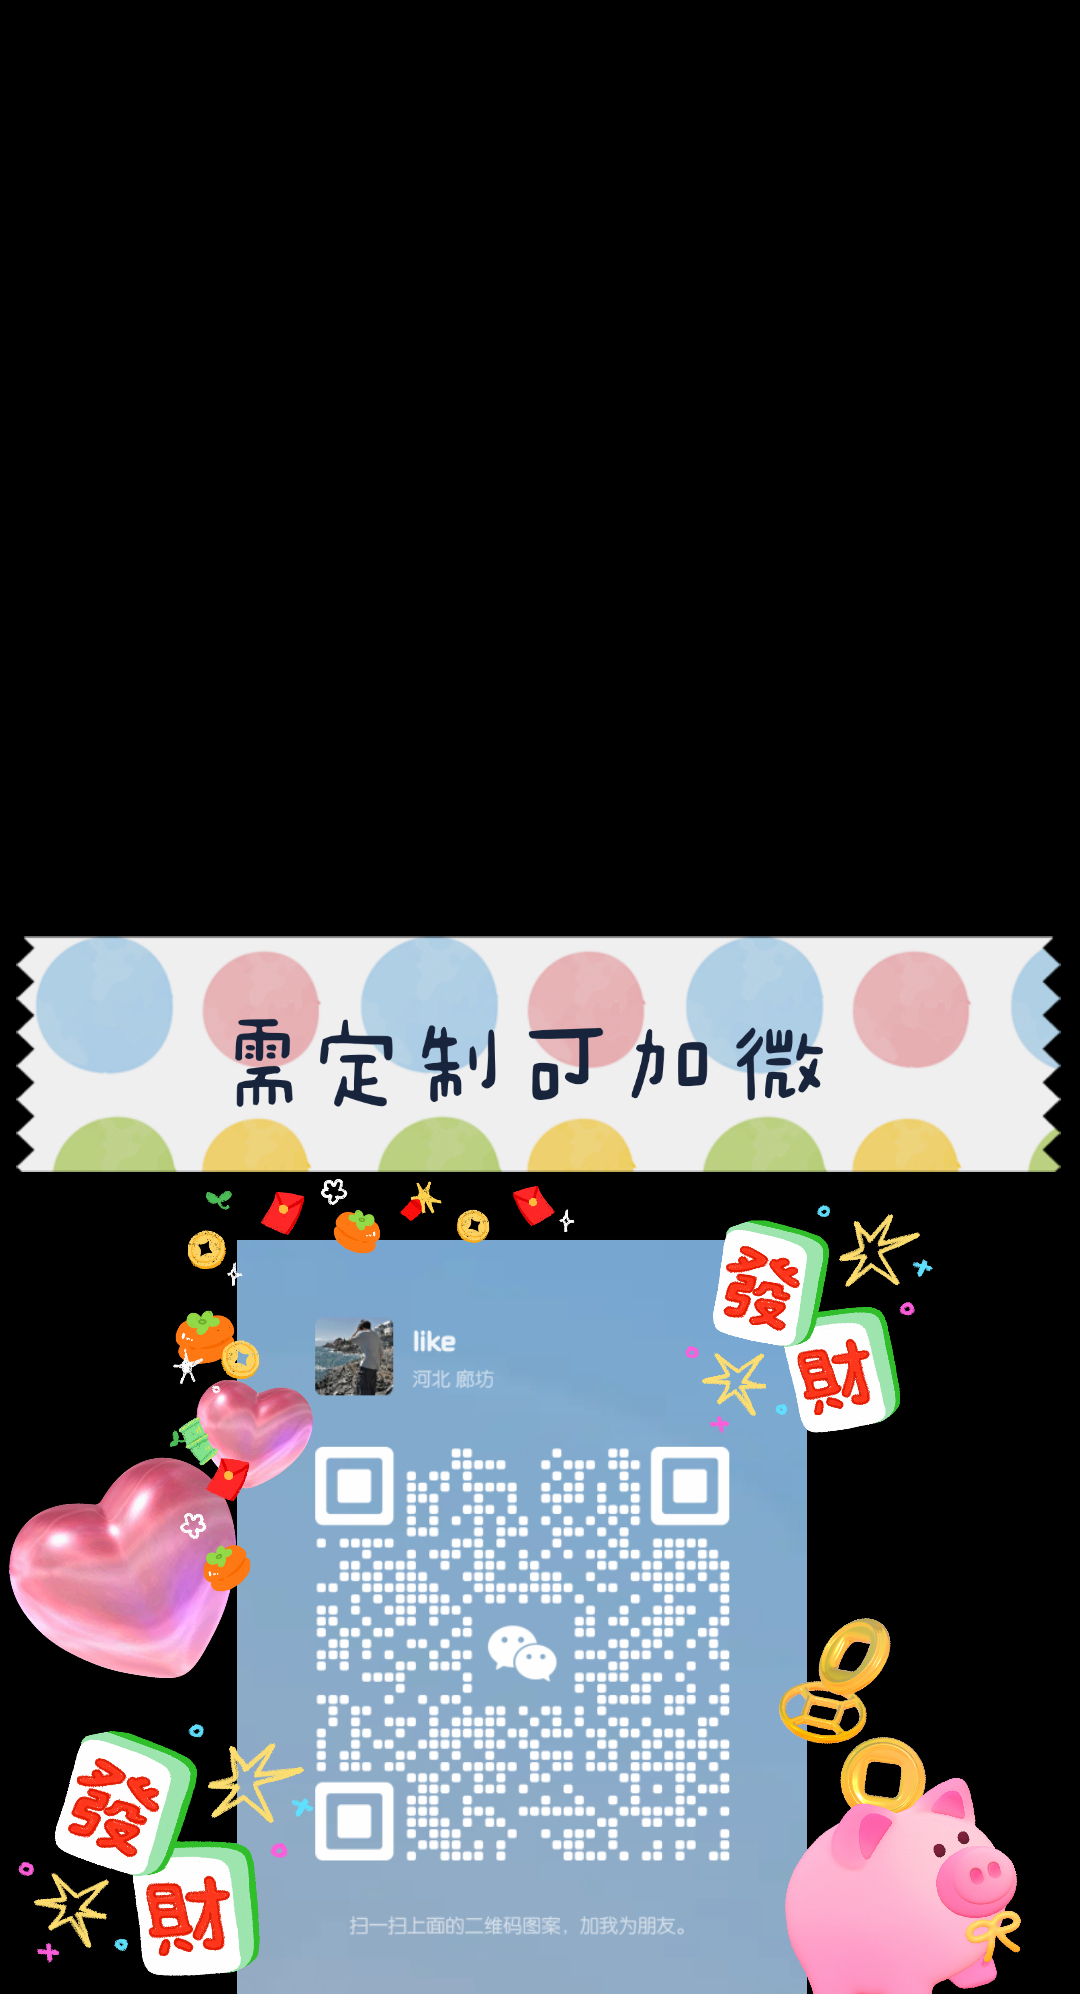 需定制可加微
發
財
like
河北 廊坊
發
財
扫一扫上面的二维码图案，加我为朋友。